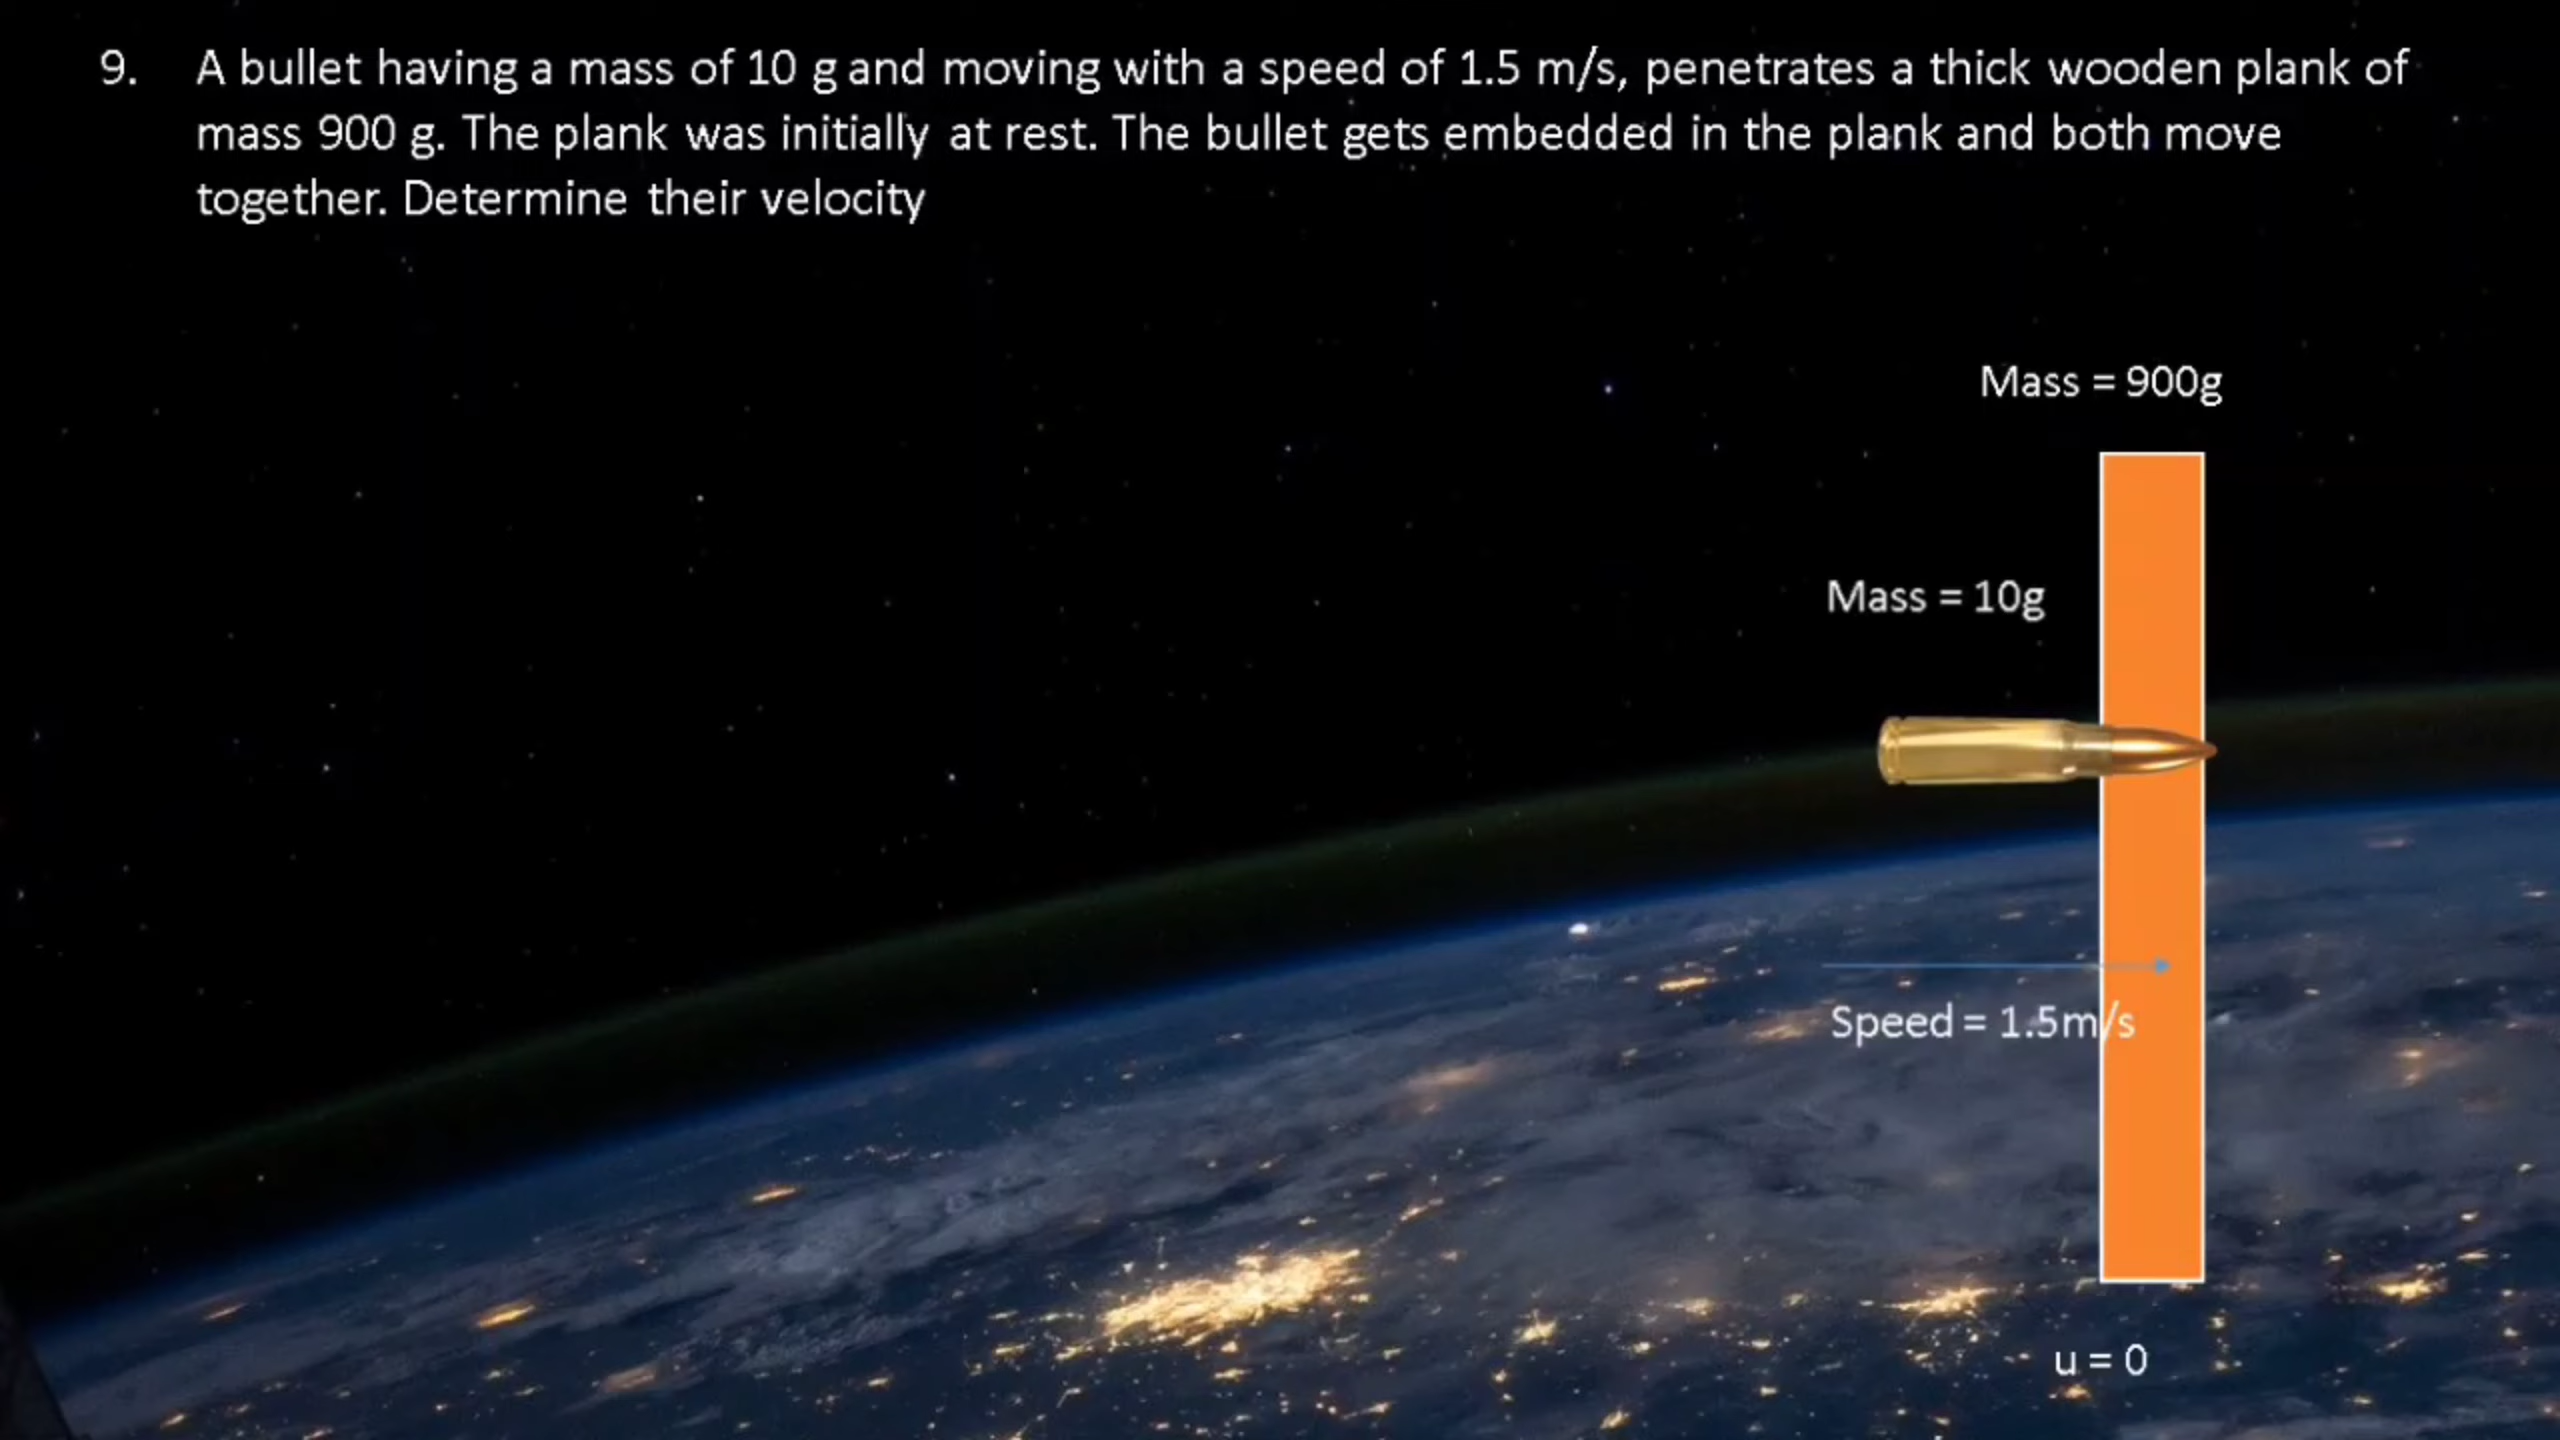 9. A bullet having a mass of 10 g and moving with a speed of 1.5 m/s, penetrates a thick wooden plank of
mass 900 g. The plank was initially at rest. The bullet gets embedded in the plank and both move
together. Determine their velocity
Mass = 900g
Mass = 10g
Speed = 1.5m/s
u = 0